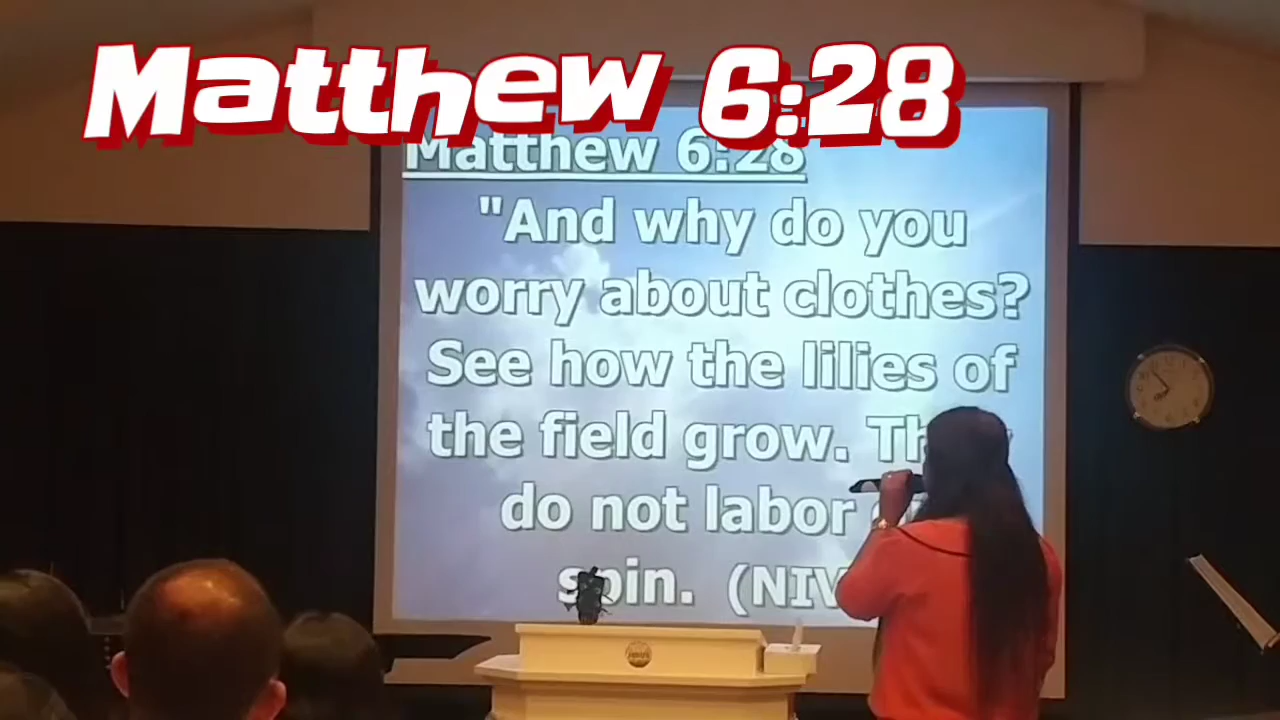 Matthew 6:28
Matthew 6:28
"And why do you
worry about clothes?
See how the lilies of
the field grow.
do not labor
spin. (NIV